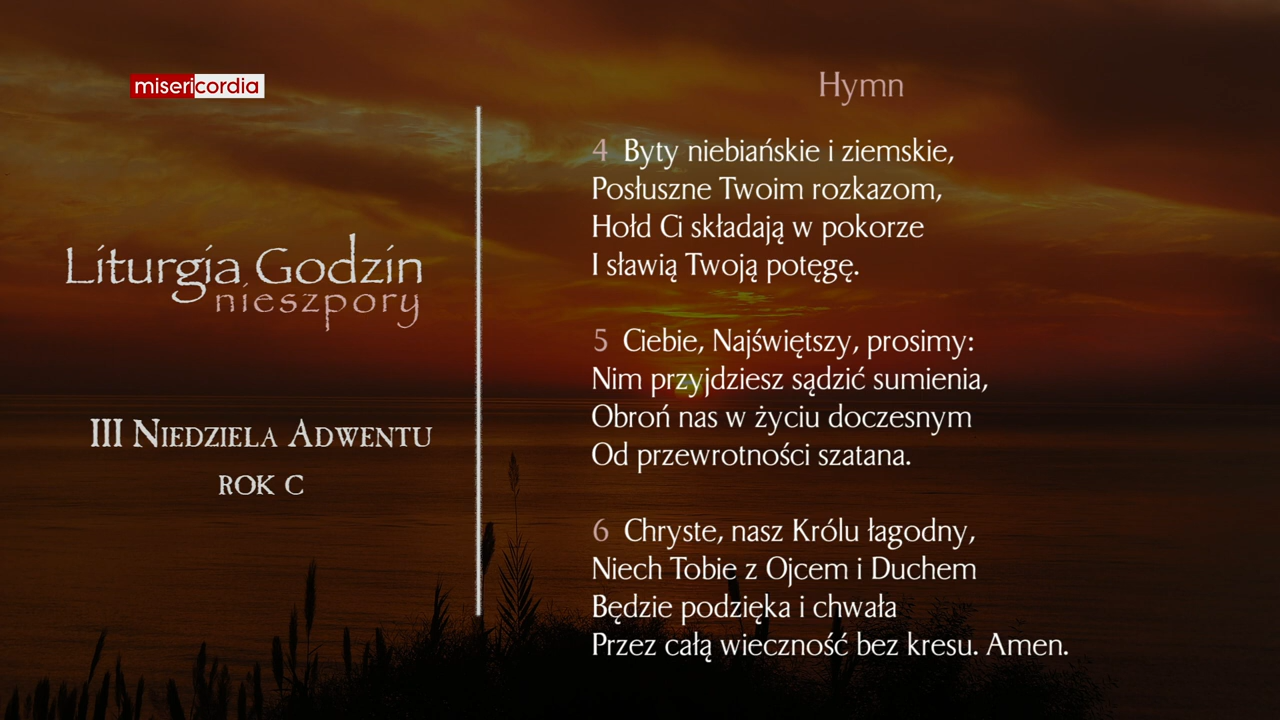 misericordia
Liturgia Godzin
nieszpory
III Niedziela Adwentu
rok C
Hymn
4 Byty niebiańskie i ziemskie,
Posłuszne Twoim rozkazom,
Hołd Ci składają w pokorze
I sławią Twoją potęgę.
5 Ciebie, Najświętszy, prosimy:
Nim przyjdziesz sądzić sumienia,
Obroń nas w życiu doczesnym
Od przewrotności szatana.
6 Chryste, nasz Królu łagodny,
Niech Tobie z Ojcem i Duchem
Będzie podzięka i chwała
Przez całą wieczność bez kresu. Amen.